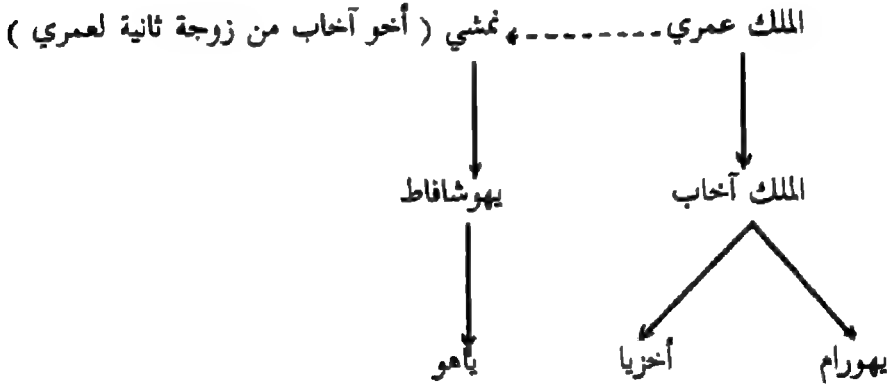 الملك عمري نمشي ( أخو آخاب من زوجة ثانية لعمري )
الملك آخاب يهوشافاط
يهورام أخزيا ياهو